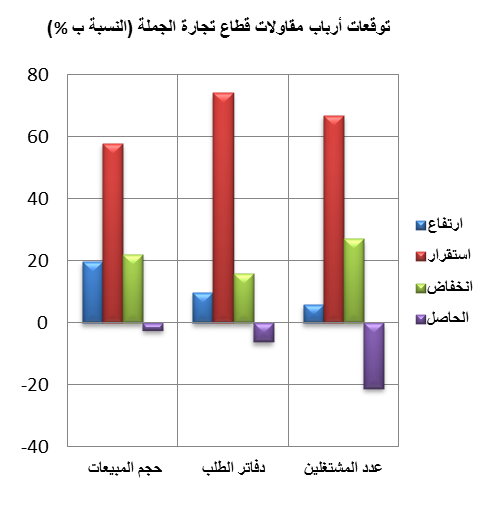 توقعات أرباب مقاولات قطاع تجارة الجملة (النسبة ب %)
80
60
40
20
0
-20
-40
حجم المبيعات
دفاتر الطلب
عدد المشتغلين
ارتفاع
استقرار
انخفاض
الحاصل